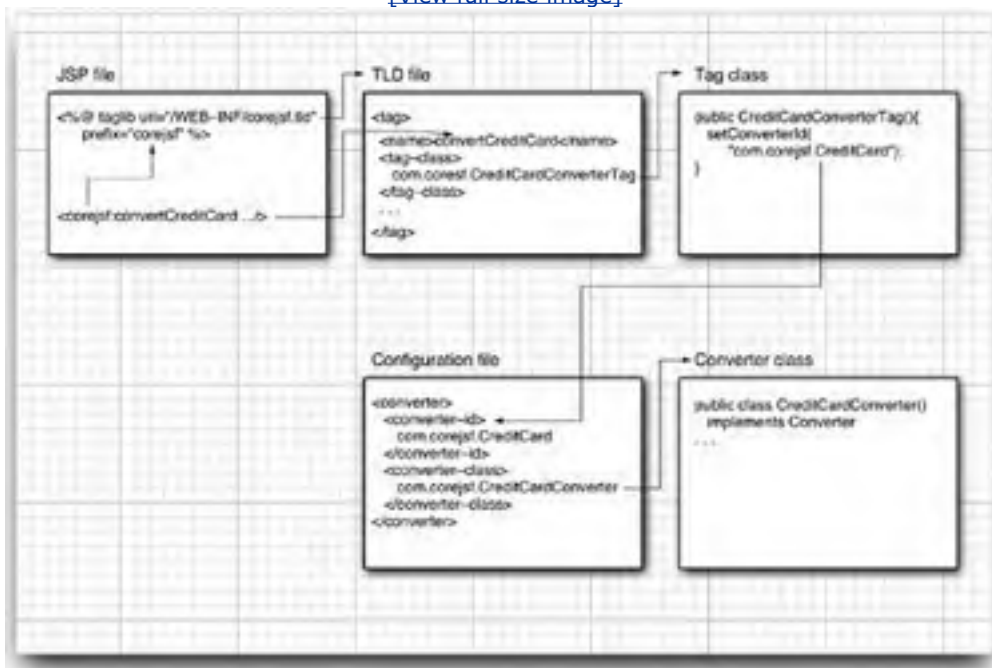 [View full size image]
JSP file
<%@ taglib uri="/WEB-INF/corejsf.tld"
prefix="corejsf" %>
<corejsf:convertCreditCard .../>
TLD file
<tag>
<name>convertCreditCard</name>
<tag-class>
com.corejsf.CreditCardConverterTag
</tag-class>
. . .
</tag>
Tag class
public CreditCardConverterTag(){
setConverterId(
"com.corejsf.CreditCard");
}
Configuration file
<converter>
<converter-id>
com.corejsf.CreditCard
</converter-id>
<converter-class>
com.corejsf.CreditCardConverter
</converter-class>
</converter>
Converter class
public class CreditCardConverter()
implements Converter
. . .